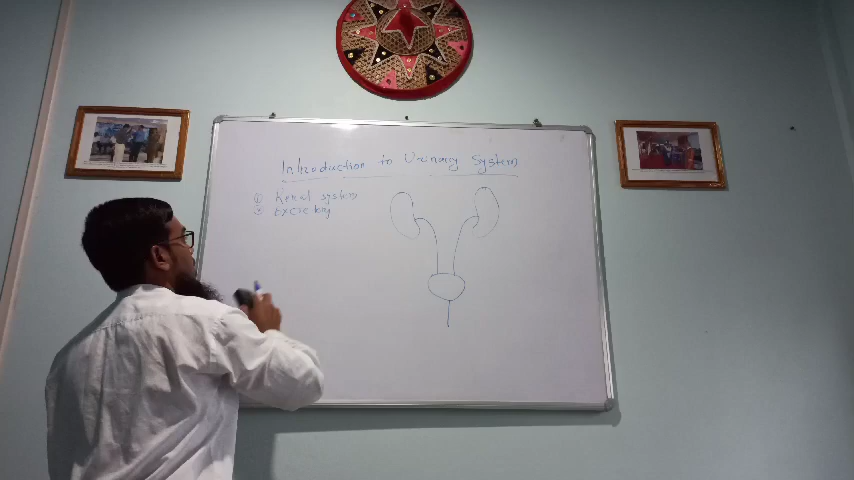 Introduction to Urinary System
① Renal system
② Excretory